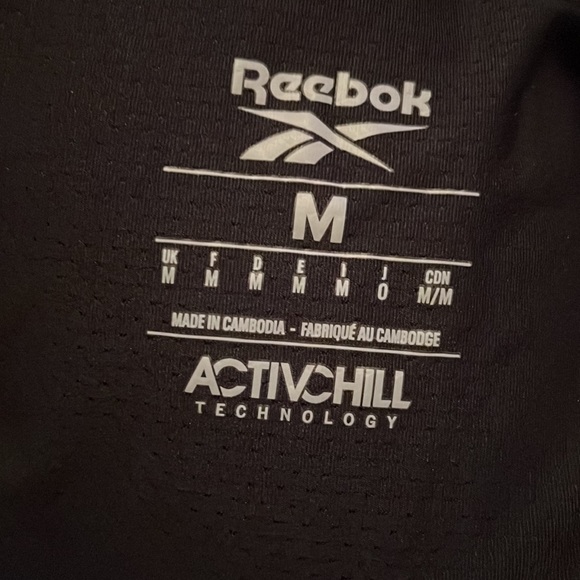 Reebok
M
UK F D E I J CDN
M M M M M O M/M
MADE IN CAMBODIA - FABRIQUÉ AU CAMBODGE
ACTIVCHILL
TECHNOLOGY